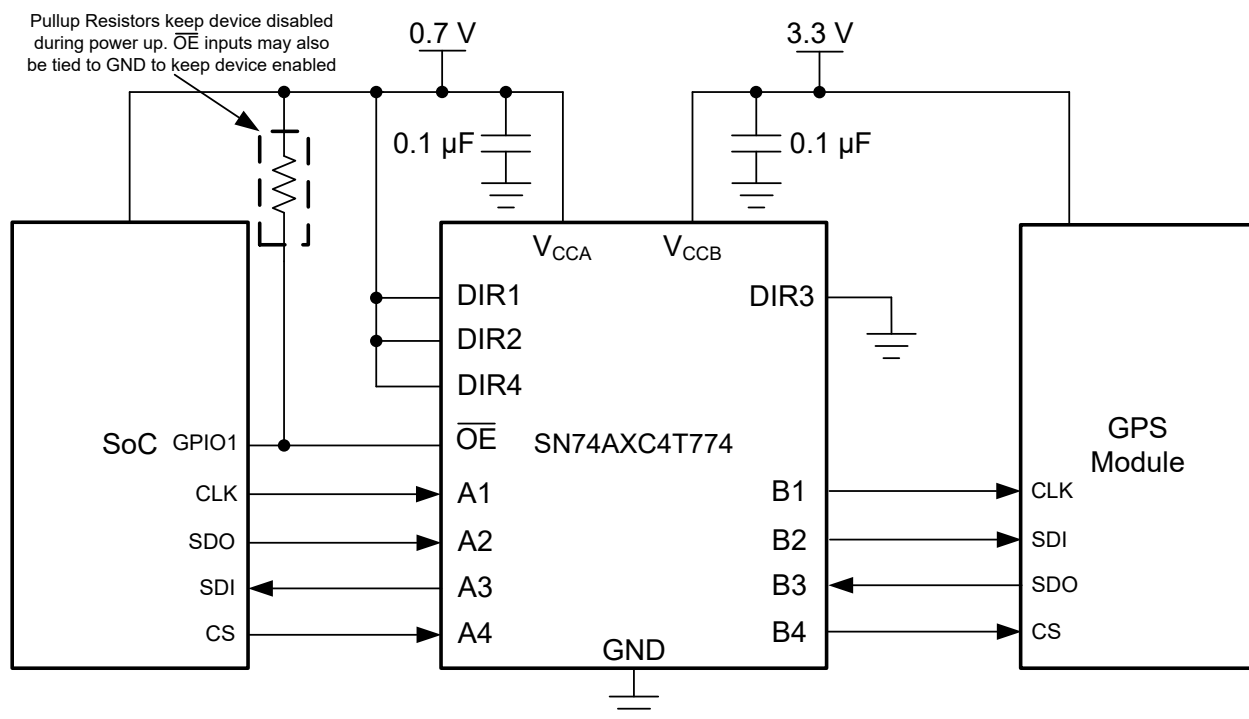 Pullup Resistors keep device disabled
during power up. OE inputs may also
be tied to GND to keep device enabled
0.7 V
3.3 V
0.1 µF
0.1 µF
VCCA
VCCB
DIR1
DIR3
DIR2
DIR4
SoC
GPIO1
OE
SN74AXC4T774
GPS
Module
CLK
A1
B1
CLK
SDO
A2
B2
SDI
SDI
A3
B3
SDO
CS
A4
B4
CS
GND